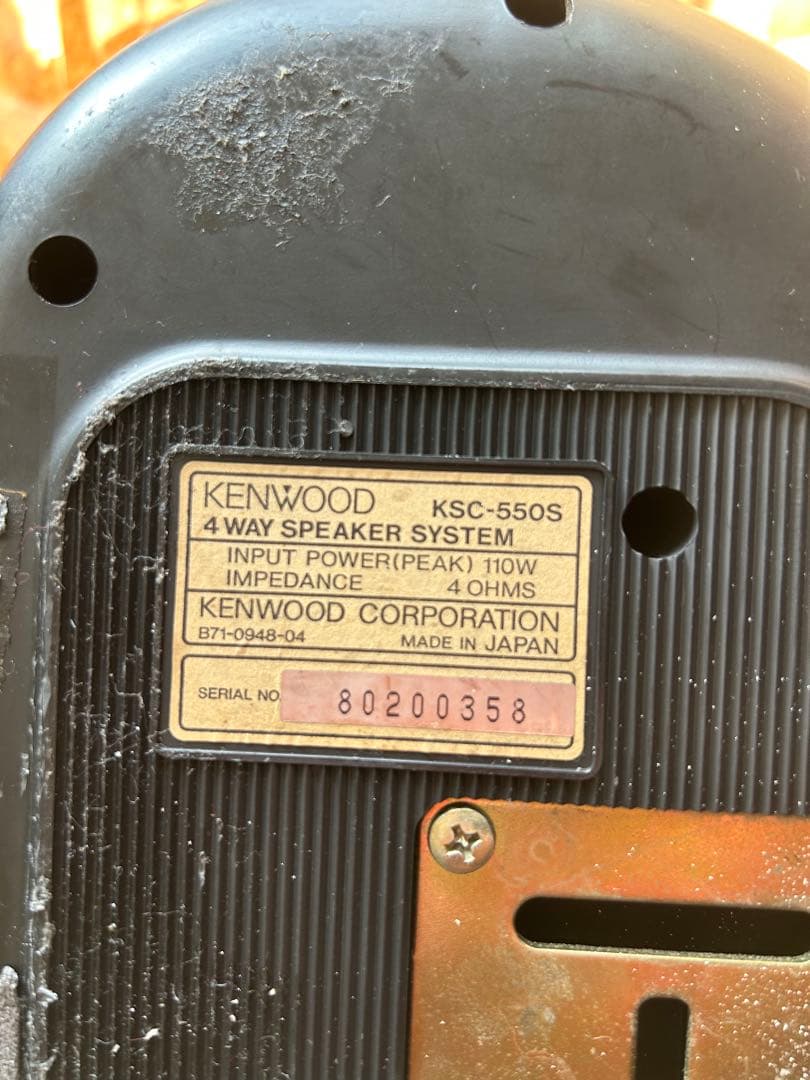 KENWOOD KSC-550S
4 WAY SPEAKER SYSTEM
INPUT POWER(PEAK) 110W
IMPEDANCE 4 OHMS
KENWOOD CORPORATION
B71-0948-04 MADE IN JAPAN
SERIAL NO. 80200358